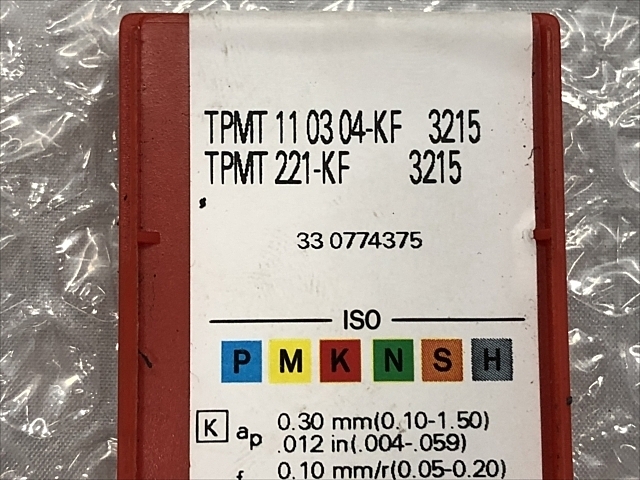 TPMT 11 03 04-KF 3215
TPMT 221-KF 3215
33 0774375
ISO
P M K N S H
K ap 0.30 mm(0.10-1.50)
.012 in(.004-.059)
f 0.10 mm/r(0.05-0.20)